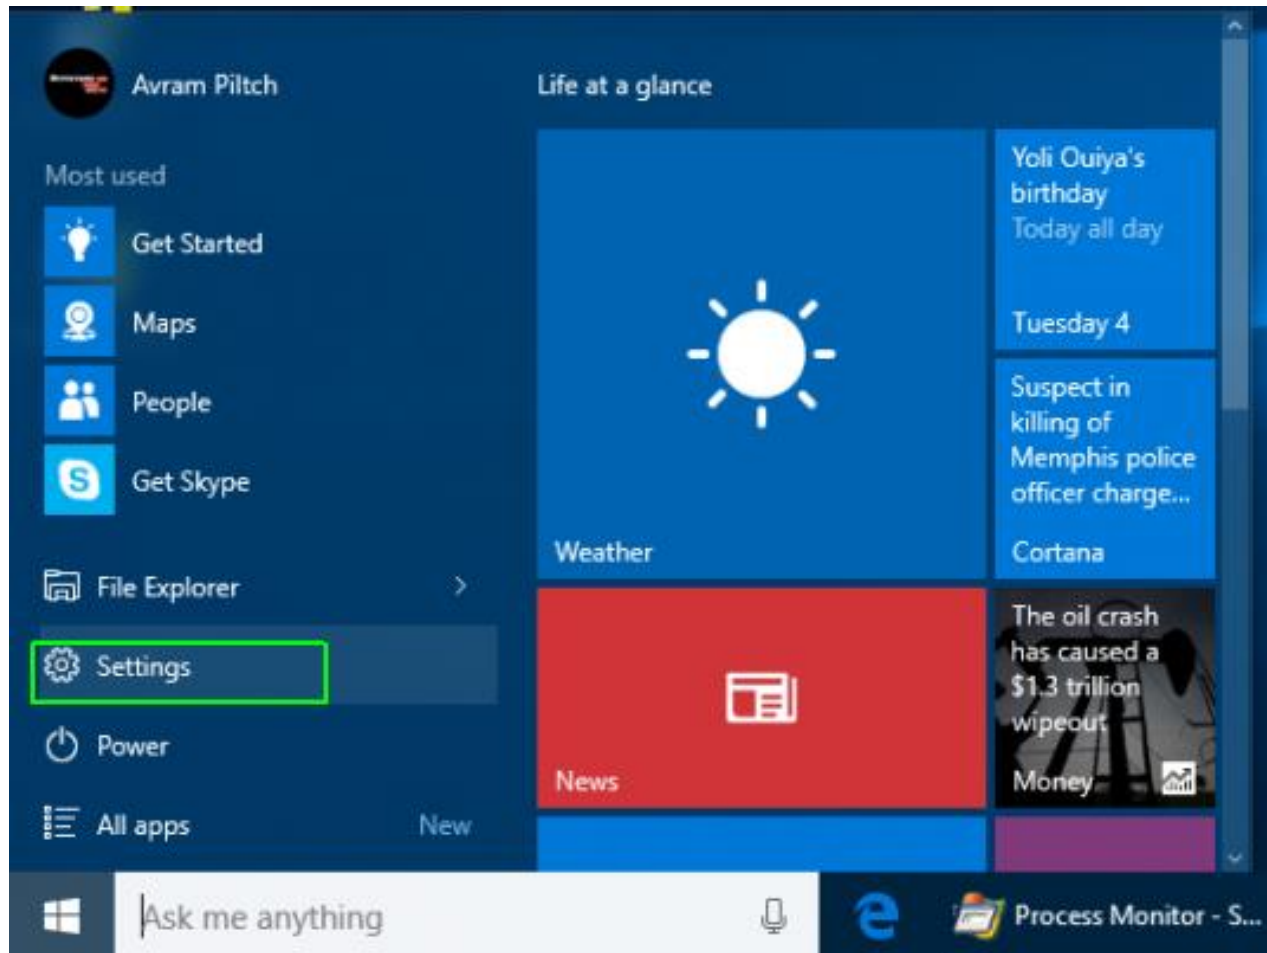 Avram Piltch
Most used
Get Started
Maps
People
Get Skype
File Explorer
Settings
Power
All apps
New
Life at a glance
Weather
Yoli Ouiya's
birthday
Today all day
Tuesday 4
Suspect in
killing of
Memphis police
officer charge...
Cortana
News
The oil crash
has caused a
$1.3 trillion
wipeout
Money
Ask me anything
Process Monitor - S...